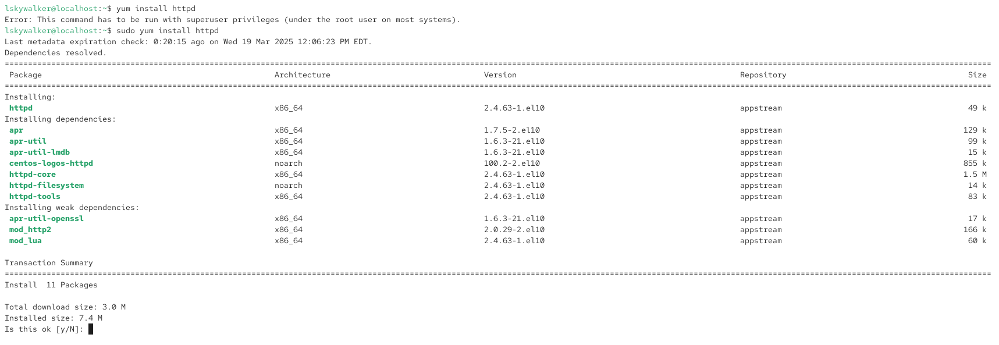 lskywalker@localhost:~$ yum install httpd
Error: This command has to be run with superuser privileges (under the root user on most systems).
lskywalker@localhost:~$ sudo yum install httpd
Last metadata expiration check: 0:20:15 ago on Wed 19 Mar 2025 12:06:23 PM EDT.
Dependencies resolved.
================================================================================
Package Architecture Version Repository Size
================================================================================
Installing:
httpd x86_64 2.4.63-1.el10 appstream 49 k
Installing dependencies:
apr x86_64 1.7.5-2.el10 appstream 129 k
apr-util x86_64 1.6.3-21.el10 appstream 99 k
apr-util-lmdb x86_64 1.6.3-21.el10 appstream 15 k
centos-logos-httpd noarch 100.2-2.el10 appstream 855 k
httpd-core x86_64 2.4.63-1.el10 appstream 1.5 M
httpd-filesystem noarch 2.4.63-1.el10 appstream 14 k
httpd-tools x86_64 2.4.63-1.el10 appstream 83 k
Installing weak dependencies:
apr-util-openssl x86_64 1.6.3-21.el10 appstream 17 k
mod_http2 x86_64 2.0.29-2.el10 appstream 166 k
mod_lua x86_64 2.4.63-1.el10 appstream 60 k
Transaction Summary
================================================================================
Install  11 Packages
Total download size: 3.0 M
Installed size: 7.4 M
Is this ok [y/N]: